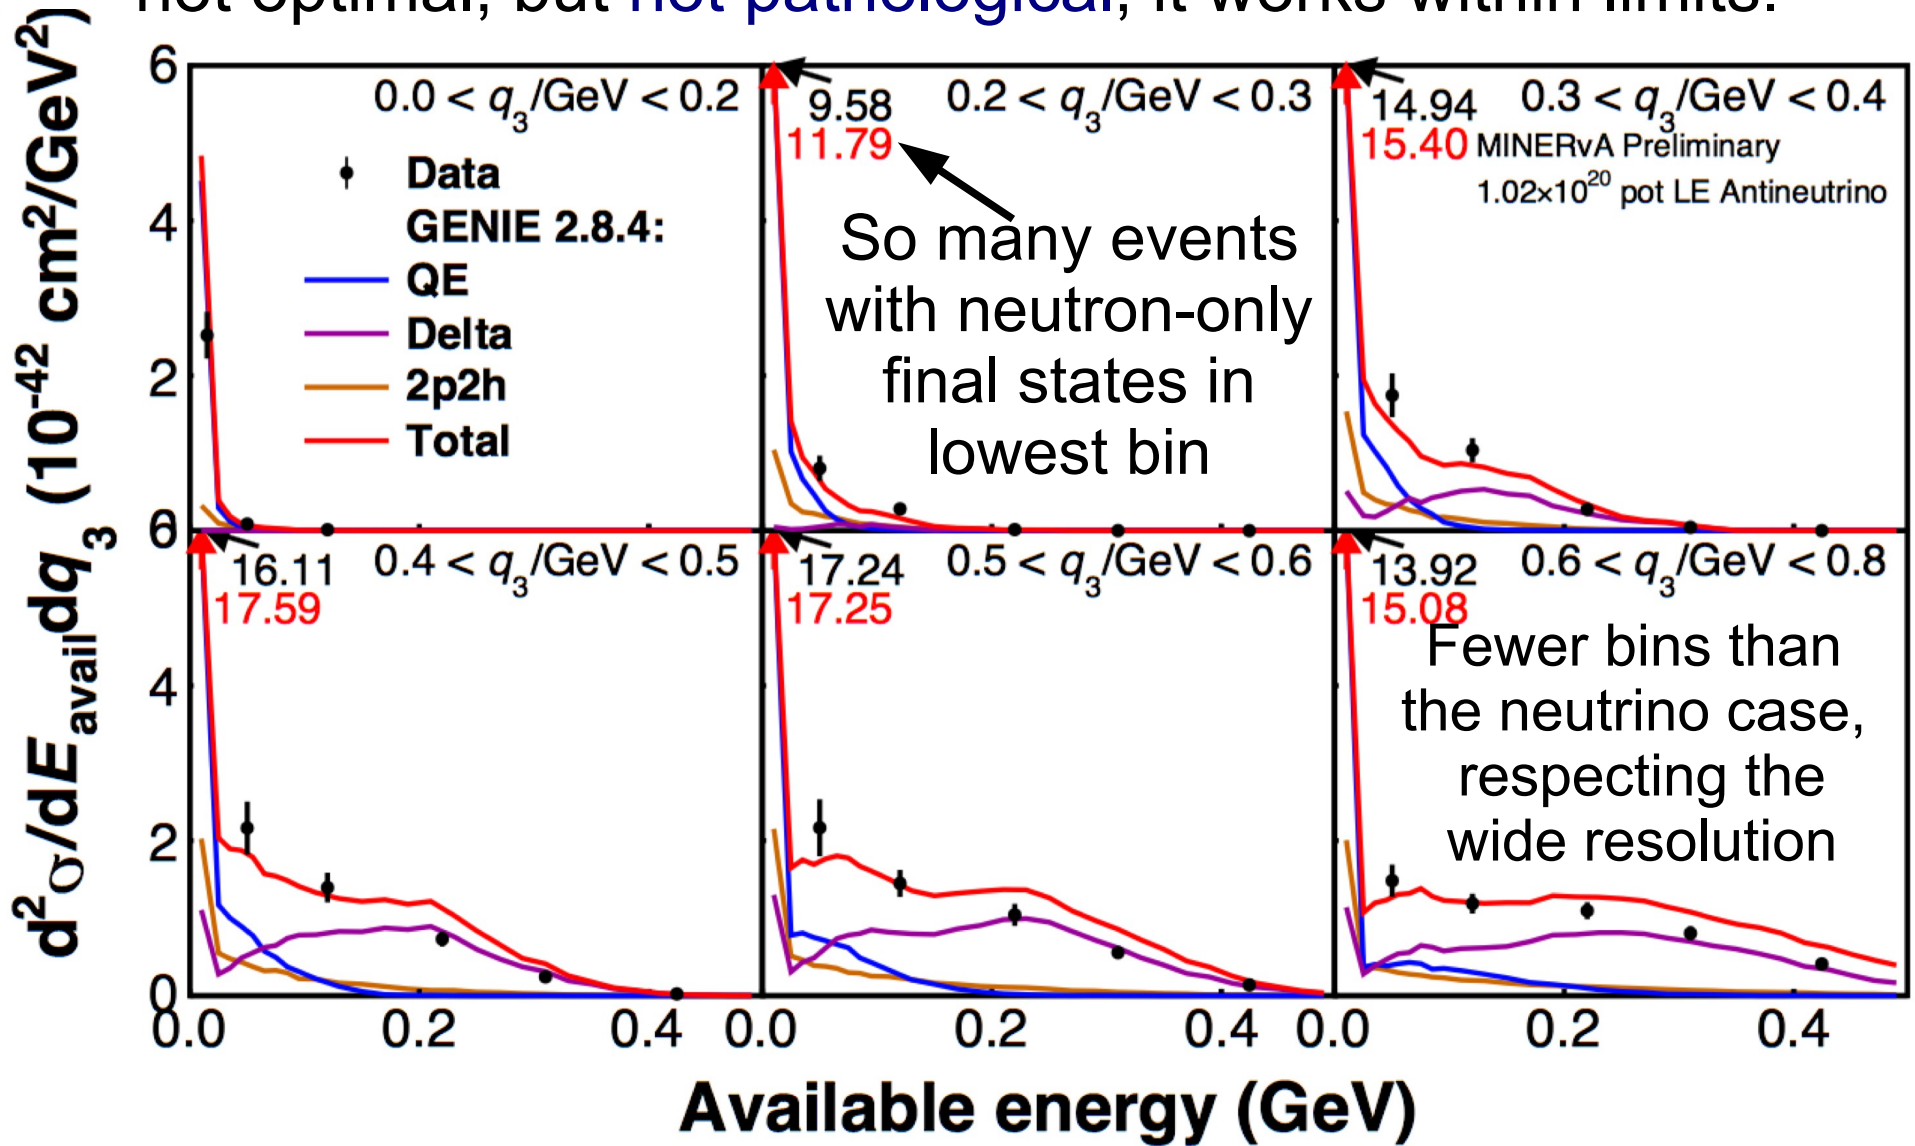 not optimal, but not pathological, it works within limits.
d²σ/dE_avail dq₃ (10⁻⁴² cm²/GeV²)
6
4
2
0.0 < q₃/GeV < 0.2
Data
GENIE 2.8.4:
QE
Delta
2p2h
Total
9.58
11.79
0.2 < q₃/GeV < 0.3
So many events
with neutron-only
final states in
lowest bin
14.94
15.40
0.3 < q₃/GeV < 0.4
MINERvA Preliminary
1.02×10²⁰ pot LE Antineutrino
6
4
2
0
16.11
17.59
0.4 < q₃/GeV < 0.5
17.24
17.25
0.5 < q₃/GeV < 0.6
13.92
15.08
0.6 < q₃/GeV < 0.8
Fewer bins than
the neutrino case,
respecting the
wide resolution
0.0 0.2 0.4 0.0 0.2 0.4 0.0 0.2 0.4
Available energy (GeV)